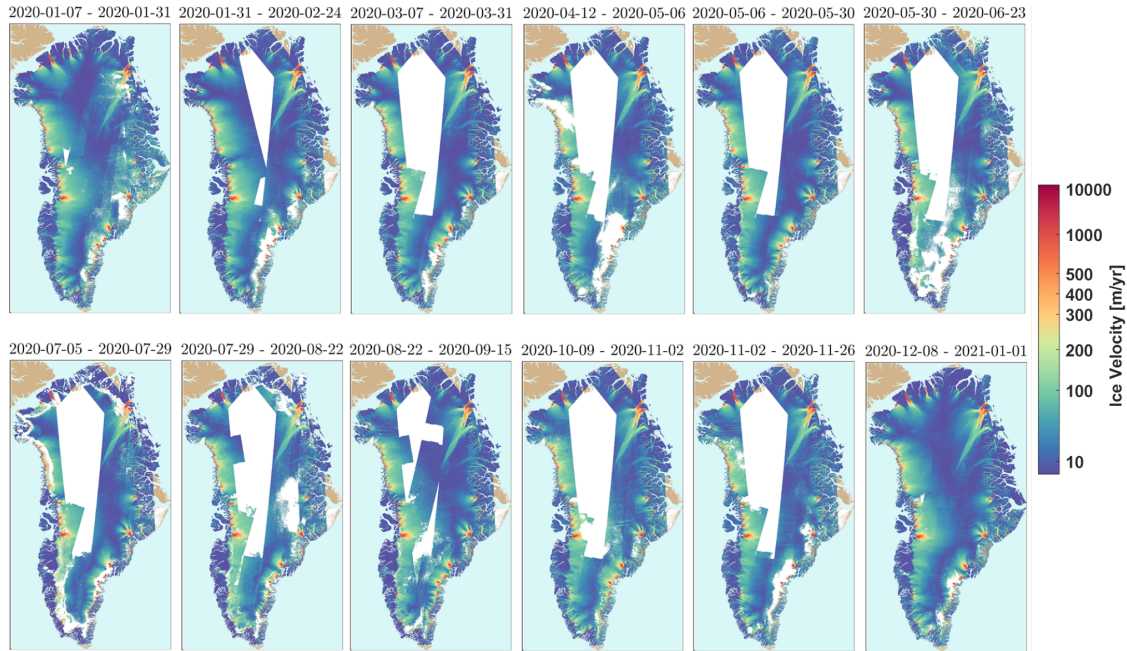 2020-01-07 - 2020-01-31
2020-01-31 - 2020-02-24
2020-03-07 - 2020-03-31
2020-04-12 - 2020-05-06
2020-05-06 - 2020-05-30
2020-05-30 - 2020-06-23
10000
1000
500
400
300
200
100
10
Ice Velocity [m/yr]
2020-07-05 - 2020-07-29
2020-07-29 - 2020-08-22
2020-08-22 - 2020-09-15
2020-10-09 - 2020-11-02
2020-11-02 - 2020-11-26
2020-12-08 - 2021-01-01